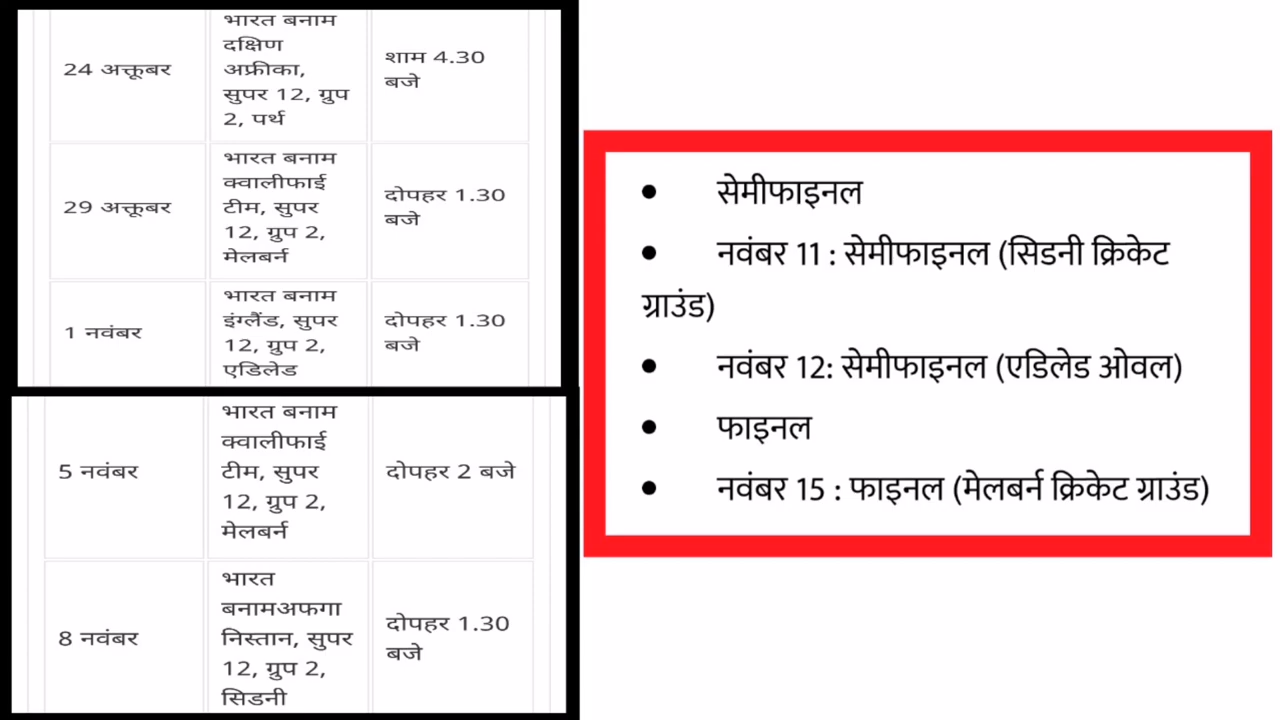 24 अक्तूबर
भारत बनाम
दक्षिण
अफ्रीका,
सुपर 12, ग्रुप
2, पर्थ
शाम 4.30
बजे
29 अक्तूबर
भारत बनाम
क्वालीफाई
टीम, सुपर
12, ग्रुप 2,
मेलबर्न
दोपहर 1.30
बजे
1 नवंबर
भारत बनाम
इंग्लैंड, सुपर
12, ग्रुप 2,
एडिलेड
दोपहर 1.30
बजे
5 नवंबर
भारत बनाम
क्वालीफाई
टीम, सुपर
12, ग्रुप 2,
मेलबर्न
दोपहर 2 बजे
8 नवंबर
भारत
बनामअफगा
निस्तान, सुपर
12, ग्रुप 2,
सिडनी
दोपहर 1.30
बजे
• सेमीफाइनल
• नवंबर 11 : सेमीफाइनल (सिडनी क्रिकेट
ग्राउंड)
• नवंबर 12: सेमीफाइनल (एडिलेड ओवल)
• फाइनल
• नवंबर 15 : फाइनल (मेलबर्न क्रिकेट ग्राउंड)